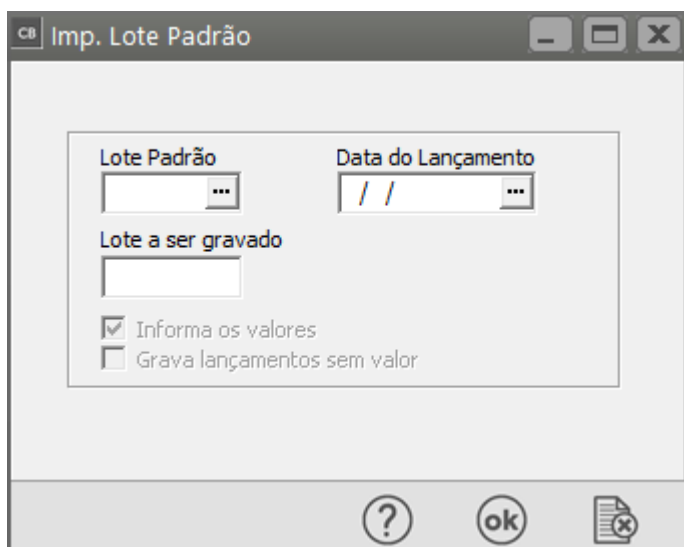 CB Imp. Lote Padrão
Lote Padrão Data do Lançamento
... / / ...
Lote a ser gravado
Informa os valores
Grava lançamentos sem valor
? ok